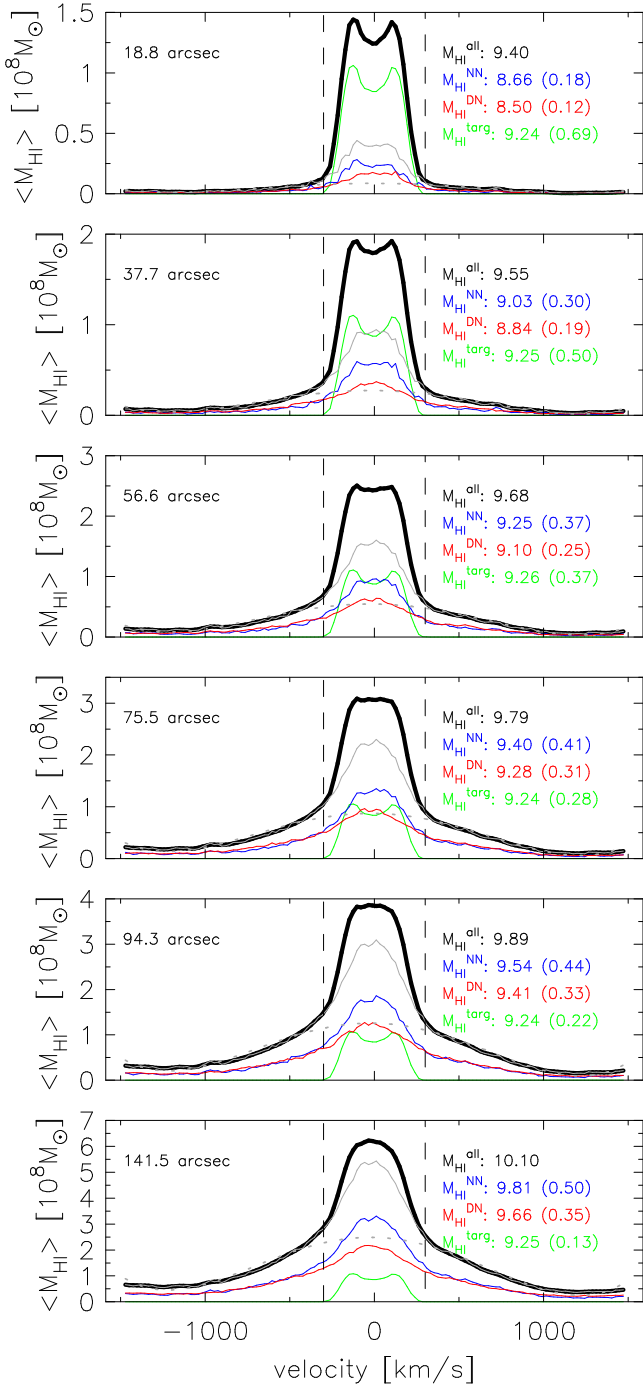 <M_HI> [10^8 M_⊙]
1.5
1
0.5
0
18.8 arcsec
M_HI^all: 9.40
M_HI^NN: 8.66 (0.18)
M_HI^DN: 8.50 (0.12)
M_HI^targ: 9.24 (0.69)
<M_HI> [10^8 M_⊙]
2
1
0
37.7 arcsec
M_HI^all: 9.55
M_HI^NN: 9.03 (0.30)
M_HI^DN: 8.84 (0.19)
M_HI^targ: 9.25 (0.50)
<M_HI> [10^8 M_⊙]
3
2
1
0
56.6 arcsec
M_HI^all: 9.68
M_HI^NN: 9.25 (0.37)
M_HI^DN: 9.10 (0.25)
M_HI^targ: 9.26 (0.37)
<M_HI> [10^8 M_⊙]
3
2
1
0
75.5 arcsec
M_HI^all: 9.79
M_HI^NN: 9.40 (0.41)
M_HI^DN: 9.28 (0.31)
M_HI^targ: 9.24 (0.28)
<M_HI> [10^8 M_⊙]
4
3
2
1
0
94.3 arcsec
M_HI^all: 9.89
M_HI^NN: 9.54 (0.44)
M_HI^DN: 9.41 (0.33)
M_HI^targ: 9.24 (0.22)
<M_HI> [10^8 M_⊙]
7
6
5
4
3
2
1
0
141.5 arcsec
M_HI^all: 10.10
M_HI^NN: 9.81 (0.50)
M_HI^DN: 9.66 (0.35)
M_HI^targ: 9.25 (0.13)
−1000 0 1000
velocity [km/s]